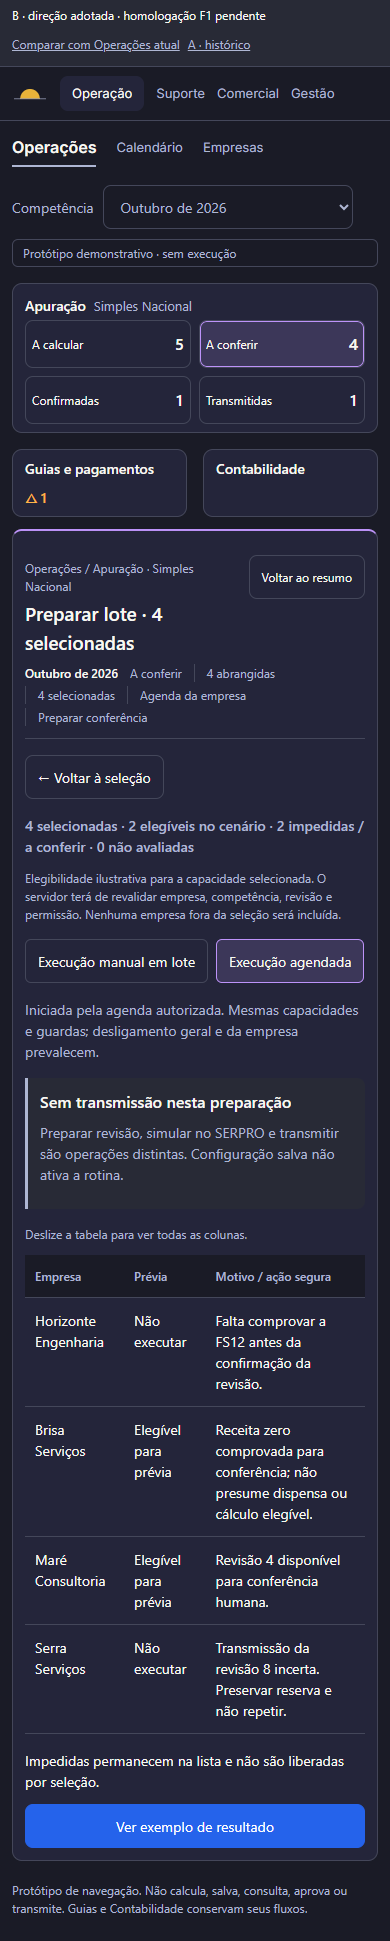 B · direção adotada · homologação F1 pendente
Comparar com Operações atual A · histórico
Operação Suporte Comercial Gestão
Operações Calendário Empresas
Competência Outubro de 2026
Protótipo demonstrativo · sem execução
Apuração Simples Nacional
A calcular 5 A conferir 4
Confirmadas 1 Transmitidas 1
Guias e pagamentos Contabilidade
△ 1
Operações / Apuração · Simples
Nacional
Voltar ao resumo
Preparar lote · 4
selecionadas
Outubro de 2026 A conferir 4 abrangidas
4 selecionadas Agenda da empresa
Preparar conferência
← Voltar à seleção
4 selecionadas · 2 elegíveis no cenário · 2 impedidas /
a conferir · 0 não avaliadas
Elegibilidade ilustrativa para a capacidade selecionada. O
servidor terá de revalidar empresa, competência, revisão e
permissão. Nenhuma empresa fora da seleção será incluída.
Execução manual em lote Execução agendada
Iniciada pela agenda autorizada. Mesmas capacidades
e guardas; desligamento geral e da empresa
prevalecem.
Sem transmissão nesta preparação
Preparar revisão, simular no SERPRO e transmitir
são operações distintas. Configuração salva não
ativa a rotina.
Deslize a tabela para ver todas as colunas.
Empresa Prévia Motivo / ação segura
Horizonte Não Falta comprovar a
Engenharia executar FS12 antes da
confirmação da
revisão.
Brisa Elegível Receita zero
Serviços para comprovada para
prévia conferência; não
presume dispensa ou
cálculo elegível.
Maré Elegível Revisão 4 disponível
Consultoria para para conferência
prévia humana.
Serra Não Transmissão da
Serviços executar revisão 8 incerta.
Preservar reserva e
não repetir.
Impedidas permanecem na lista e não são liberadas
por seleção.
Ver exemplo de resultado
Protótipo de navegação. Não calcula, salva, consulta, aprova ou
transmite. Guias e Contabilidade conservam seus fluxos.